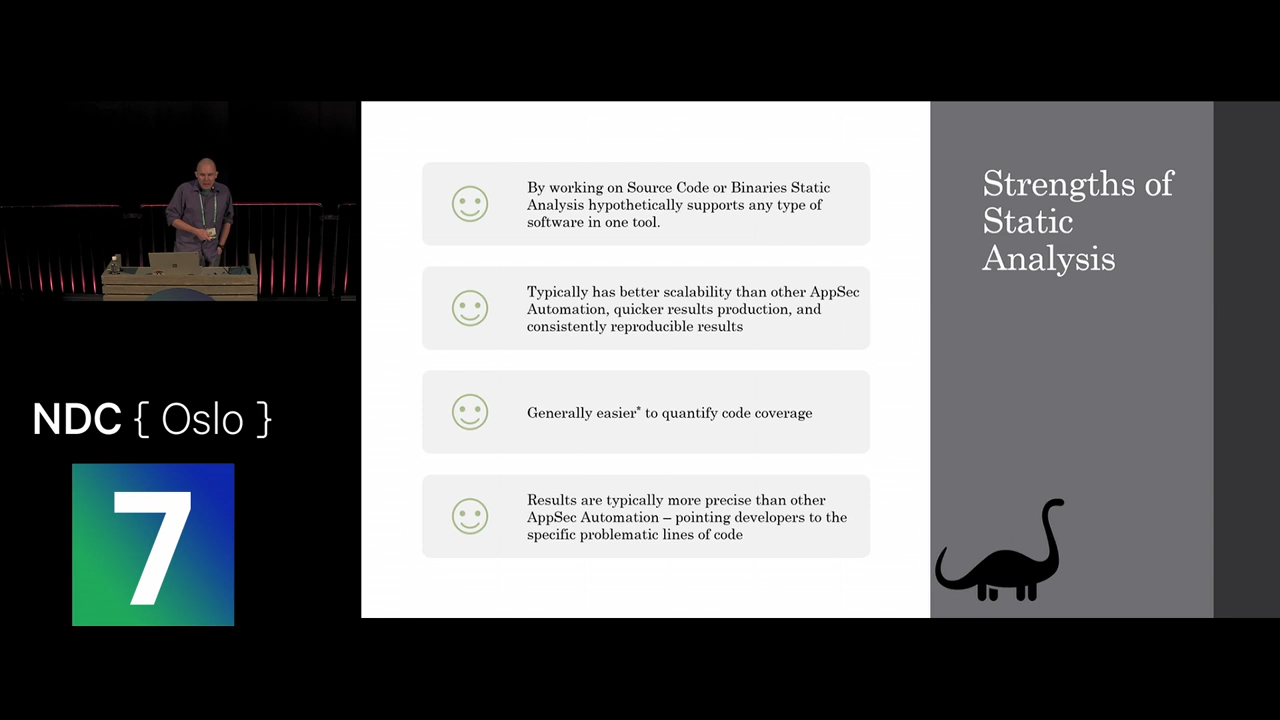 By working on Source Code or Binaries Static
Analysis hypothetically supports any type of
software in one tool.
Typically has better scalability than other AppSec
Automation, quicker results production, and
consistently reproducible results
Generally easier* to quantify code coverage
Results are typically more precise than other
AppSec Automation – pointing developers to the
specific problematic lines of code
Strengths of
Static
Analysis
NDC { Oslo }
7